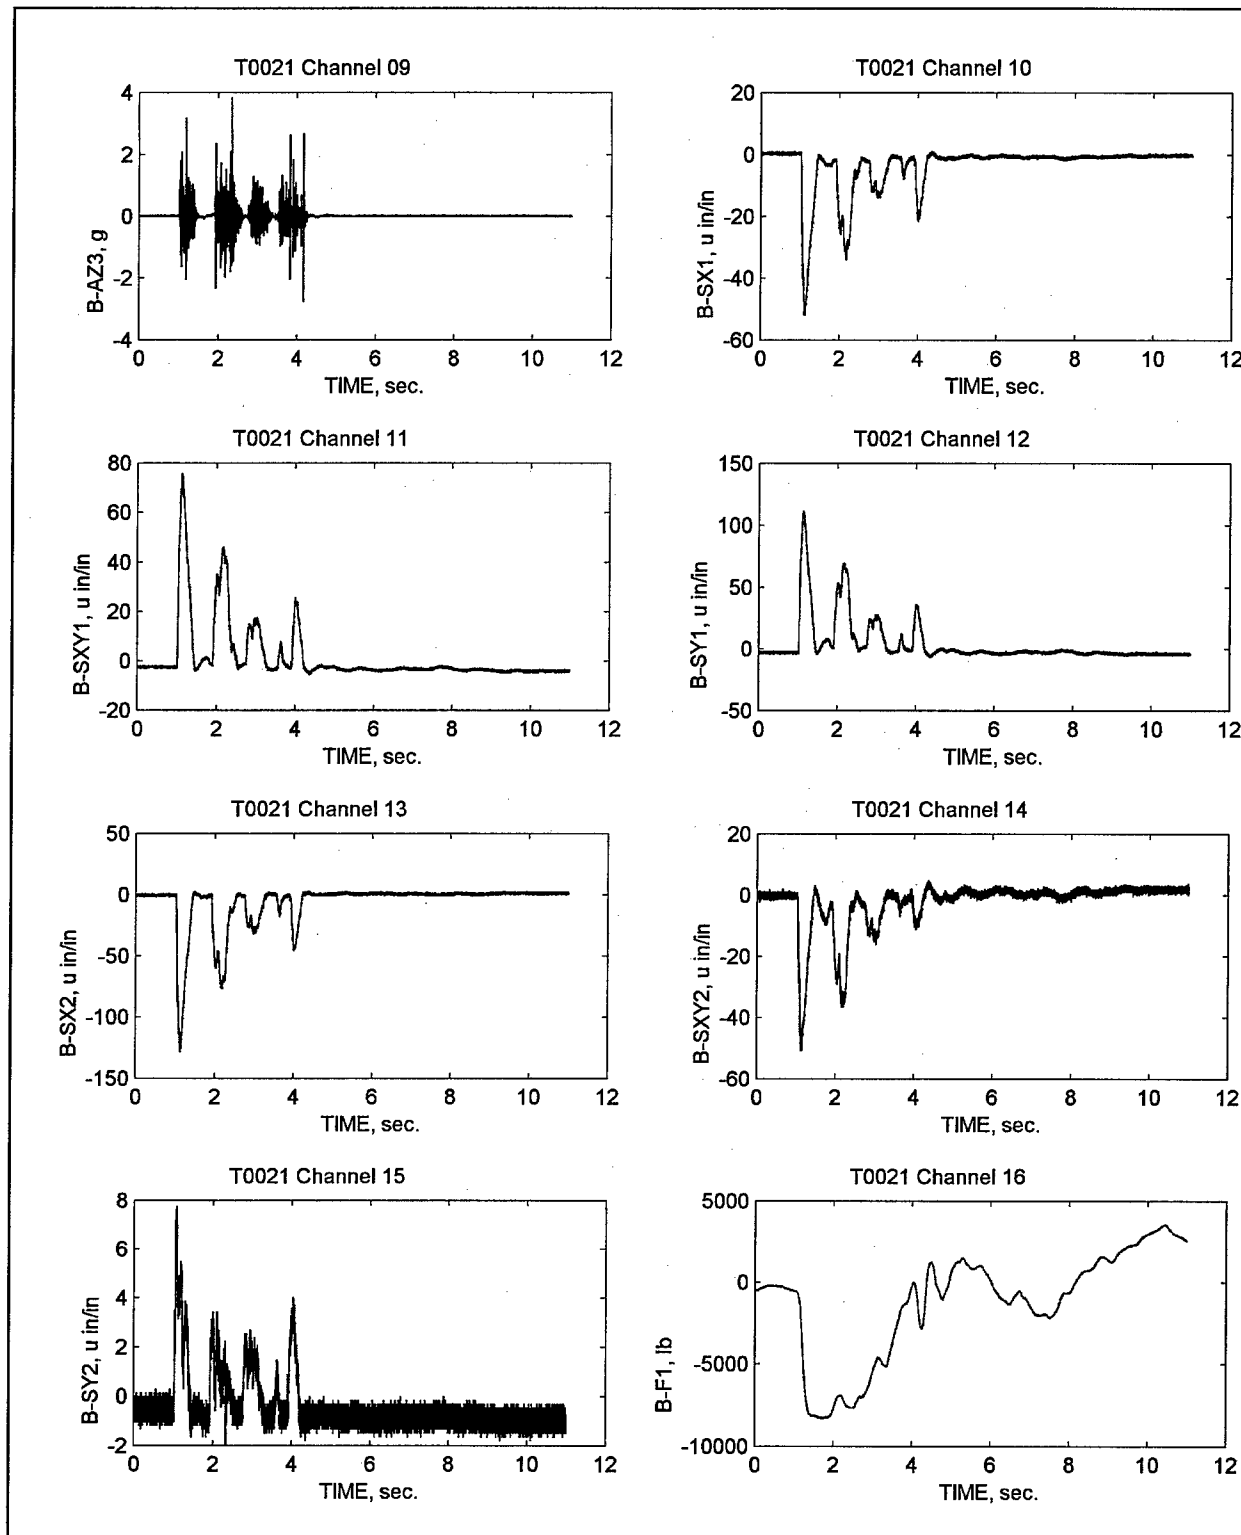 T0021 Channel 09
4
2
0
-2
-4
B-AZ3, g
0 2 4 6 8 10 12
TIME, sec.
T0021 Channel 10
20
0
-20
-40
-60
B-SX1, u in/in
0 2 4 6 8 10 12
TIME, sec.
T0021 Channel 11
80
60
40
20
0
-20
B-SXY1, u in/in
0 2 4 6 8 10 12
TIME, sec.
T0021 Channel 12
150
100
50
0
-50
B-SY1, u in/in
0 2 4 6 8 10 12
TIME, sec.
T0021 Channel 13
50
0
-50
-100
-150
B-SX2, u in/in
0 2 4 6 8 10 12
TIME, sec.
T0021 Channel 14
20
0
-20
-40
-60
B-SXY2, u in/in
0 2 4 6 8 10 12
TIME, sec.
T0021 Channel 15
8
6
4
2
0
-2
B-SY2, u in/in
0 2 4 6 8 10 12
TIME, sec.
T0021 Channel 16
5000
0
-5000
-10000
B-F1, lb
0 2 4 6 8 10 12
TIME, sec.